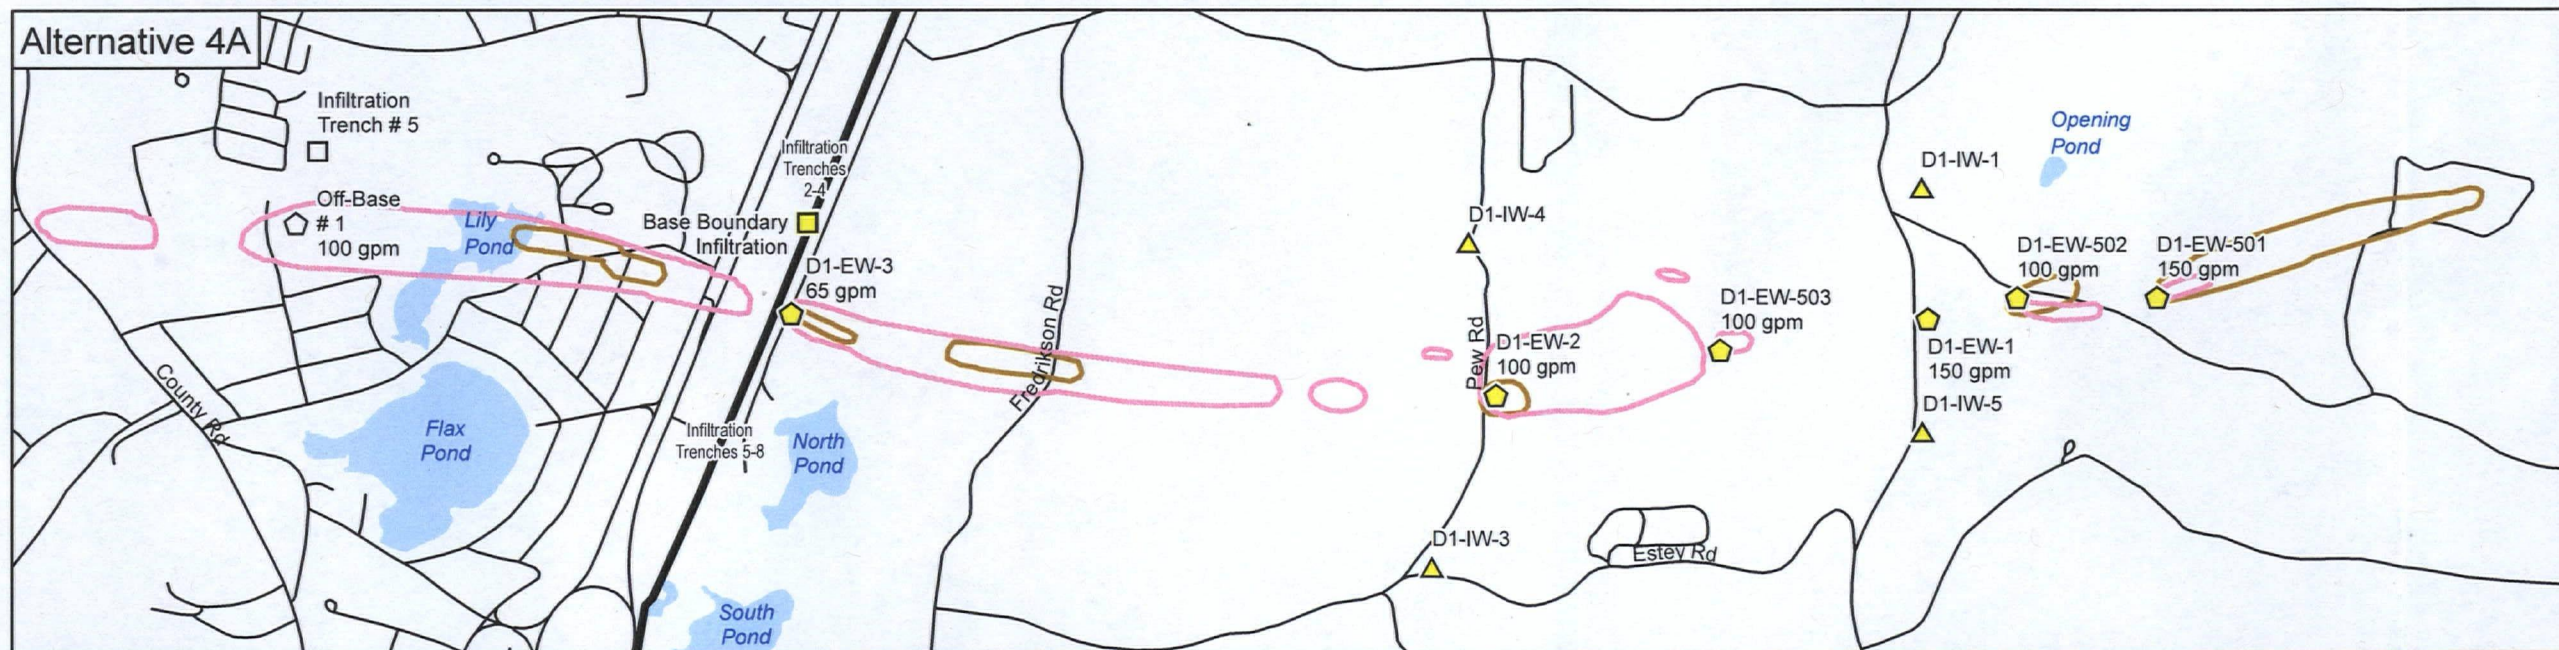 Alternative 4A
Infiltration
Trench # 5
Off-Base
# 1
100 gpm
Lily
Pond
Infiltration
Trenches
2-4
Base Boundary
Infiltration
D1-EW-3
65 gpm
County Rd
Flax
Pond
Infiltration
Trenches 5-8
North
Pond
South
Pond
Fredrikson Rd
D1-IW-4
Pew Rd
D1-EW-2
100 gpm
D1-IW-3
D1-EW-503
100 gpm
Estey Rd
D1-IW-1
Opening
Pond
D1-EW-502
100 gpm
D1-EW-501
150 gpm
D1-EW-1
150 gpm
D1-IW-5